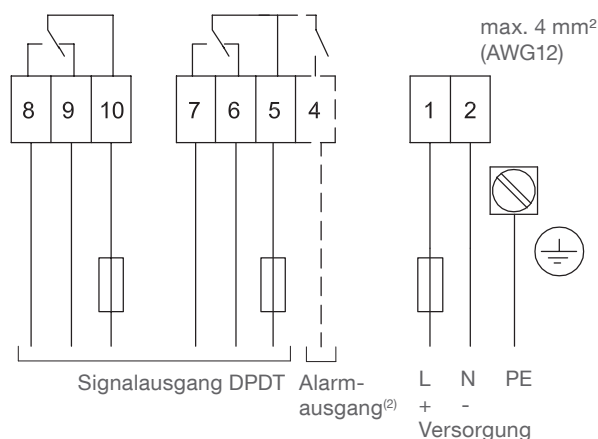 max. 4 mm²
(AWG12)
8 9 10 7 6 5 4 1 2
Signalausgang DPDT
Alarm-
ausgang⁽²⁾
L N PE
+ -
Versorgung